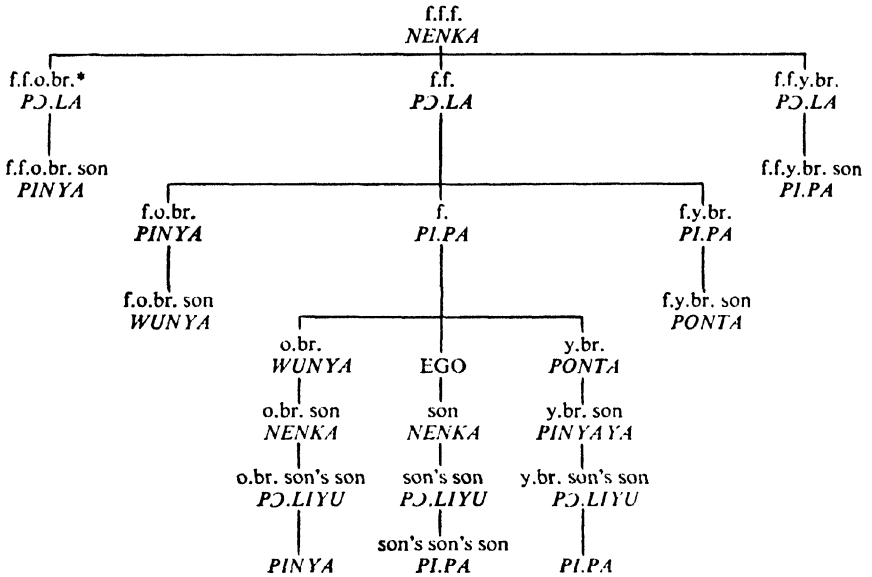 f.f.f.
NENKA
f.f.o.br.* f.f. f.f.y.br.
PƆ.LA PƆ.LA PƆ.LA
f.f.o.br. son f.f.y.br. son
PINYA PI.PA
f.o.br. f. f.y.br.
PINYA PI.PA PI.PA
f.o.br. son f.y.br. son
WUNYA PONTA
o.br. y.br.
WUNYA EGO PONTA
o.br. son son y.br. son
NENKA NENKA PINYAYA
o.br. son's son son's son y.br. son's son
PƆ.LIYU PƆ.LIYU PƆ.LIYU
son's son's son
PINYA PI.PA PI.PA